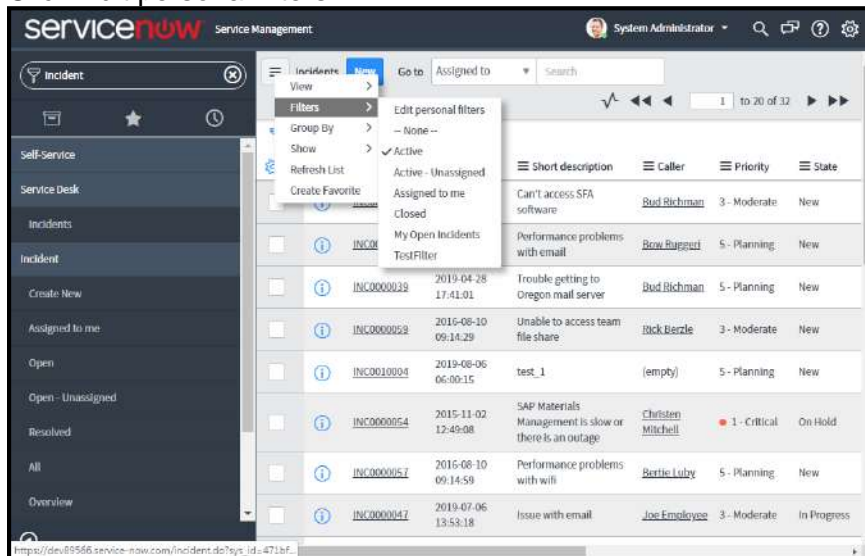 servicenow Service Management System Administrator
Incident
Incidents New Go to Assigned to Search
1 to 20 of 32
View
Filters
Group By
Show
Refresh List
Create Favorite
Edit personal filters
-- None --
Active
Active - Unassigned
Assigned to me
Closed
My Open Incidents
TestFilter
Self-Service
Service Desk
Incidents
Incident
Create New
Assigned to me
Open
Open - Unassigned
Resolved
All
Overview
Short description Caller Priority State
Can't access SFA
software
Bud Richman 3 - Moderate New
Performance problems
with email
Bow Ruggeri 5 - Planning New
INC0000039
2019-04-28
17:41:01
Trouble getting to
Oregon mail server
Bud Richman 5 - Planning New
INC0000059
2016-08-10
09:14:29
Unable to access team
file share
Rick Berzle 3 - Moderate New
INC0010004
2019-08-06
06:00:15
test_1 (empty) 5 - Planning New
INC0000054
2015-11-02
12:49:08
SAP Materials
Management is slow or
there is an outage
Christen
Mitchell
1 - Critical On Hold
INC0000057
2016-08-10
09:14:59
Performance problems
with wifi
Bertie Luby 5 - Planning New
INC0000047
2019-07-06
13:53:18
Issue with email Joe Employee 3 - Moderate In Progress
https://dev89566.service-now.com/incident.do?sys_id=471bf...